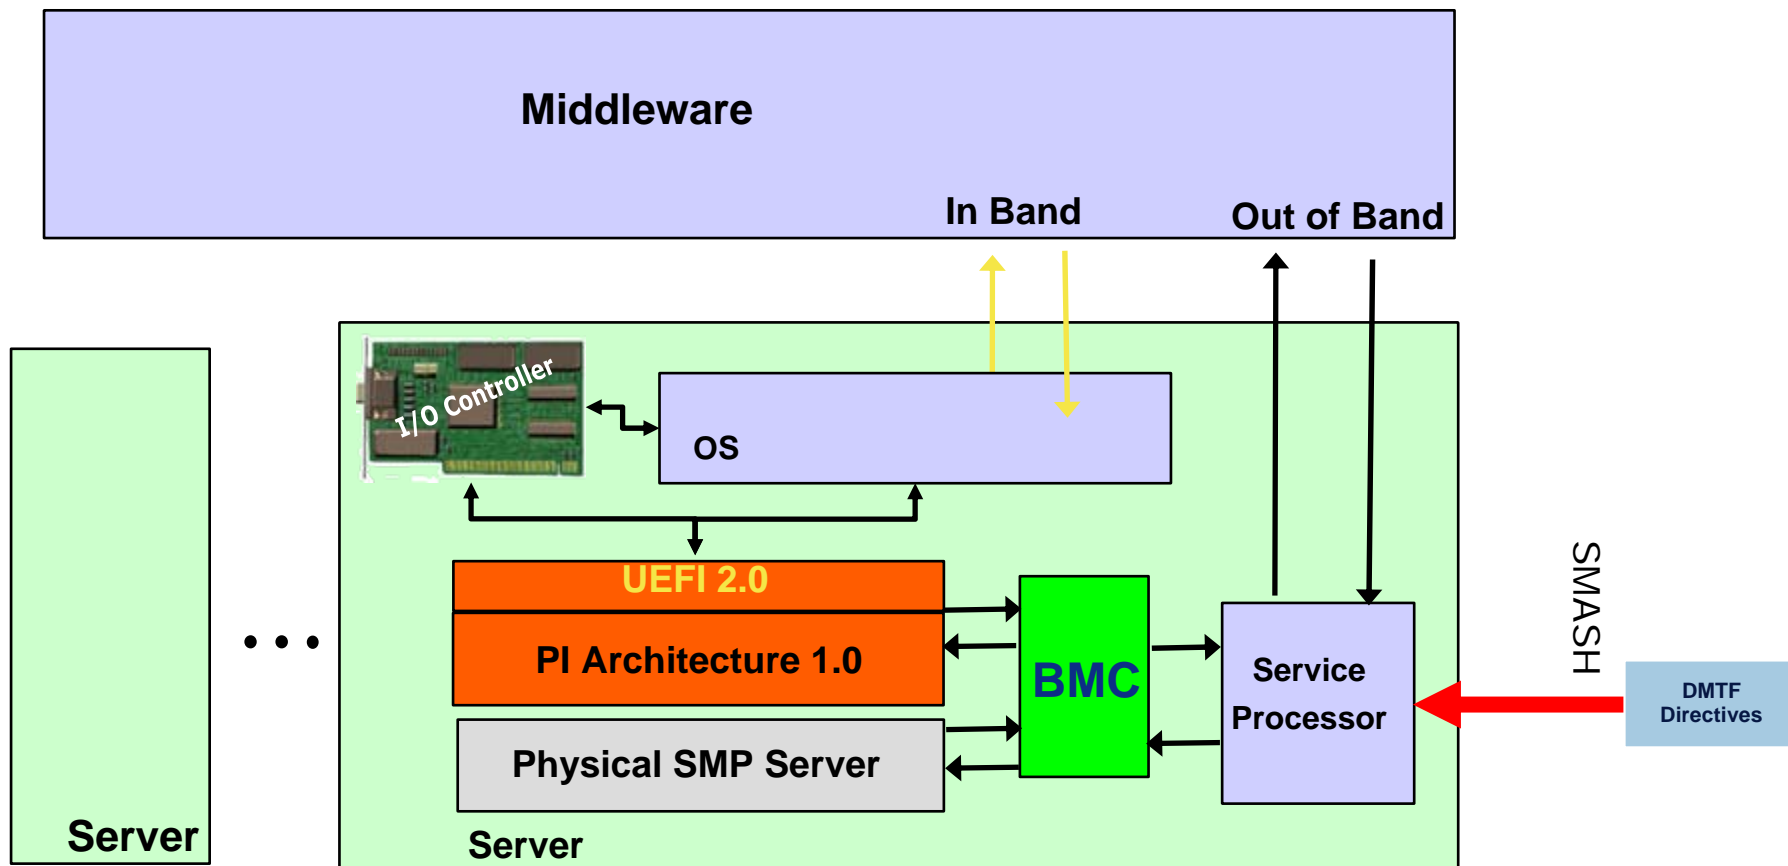 Middleware
In Band
Out of Band
I/O Controller
OS
UEFI 2.0
PI Architecture 1.0
BMC
Service
Processor
SMASH
DMTF
Directives
Physical SMP Server
Server
Server